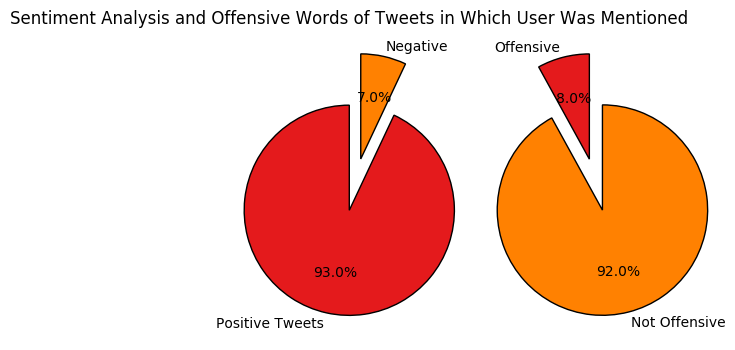 Sentiment Analysis and Offensive Words of Tweets in Which User Was Mentioned
Negative
7.0%
93.0%
Positive Tweets
Offensive
8.0%
92.0%
Not Offensive